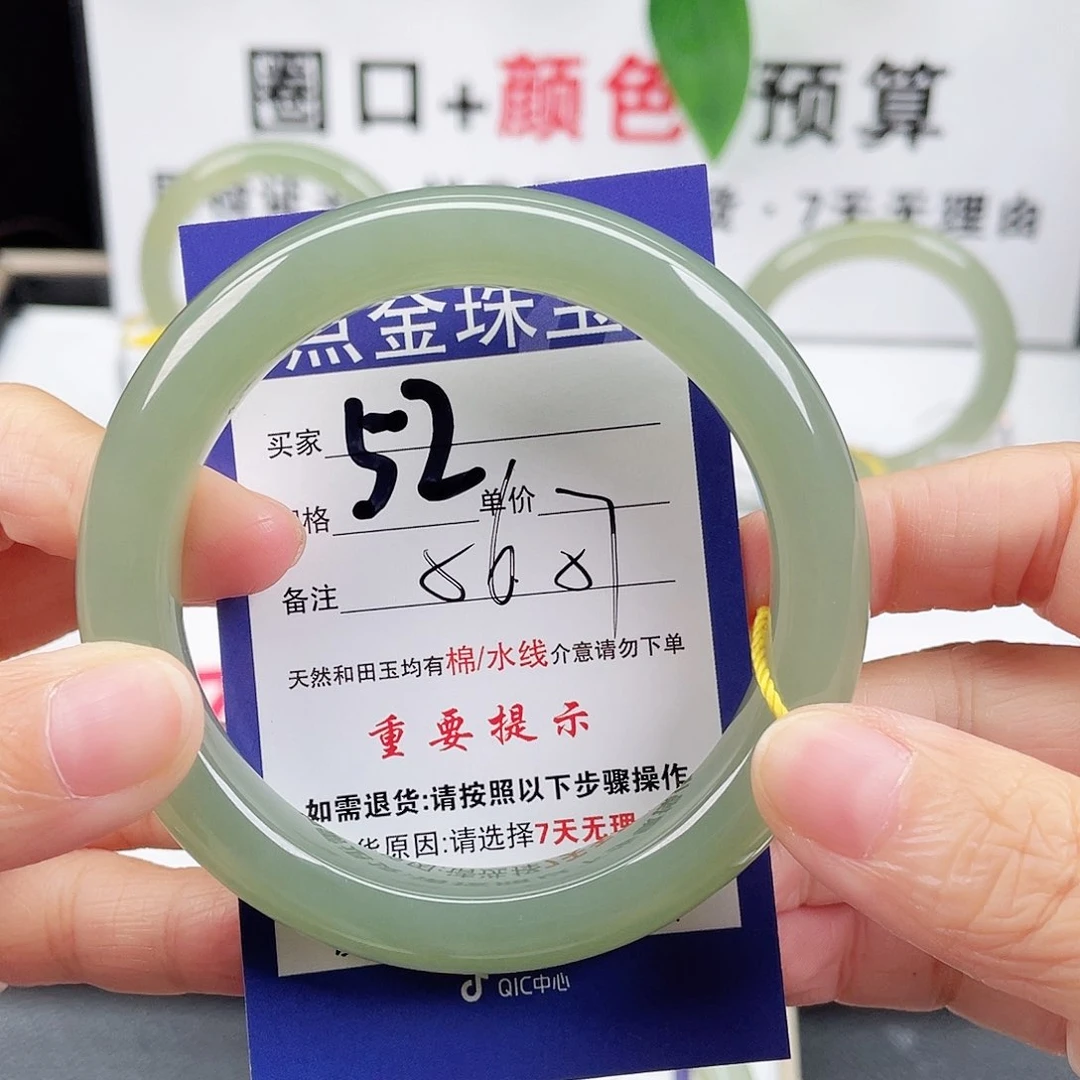 圈口+颜色 预算
证 7天无理由
点金珠宝
买家 52
格 单价
备注 8687
天然和田玉均有棉/水线介意请勿下单
重要提示
如需退货:请按照以下步骤操作
货原因:请选择7天无理
QIC中心